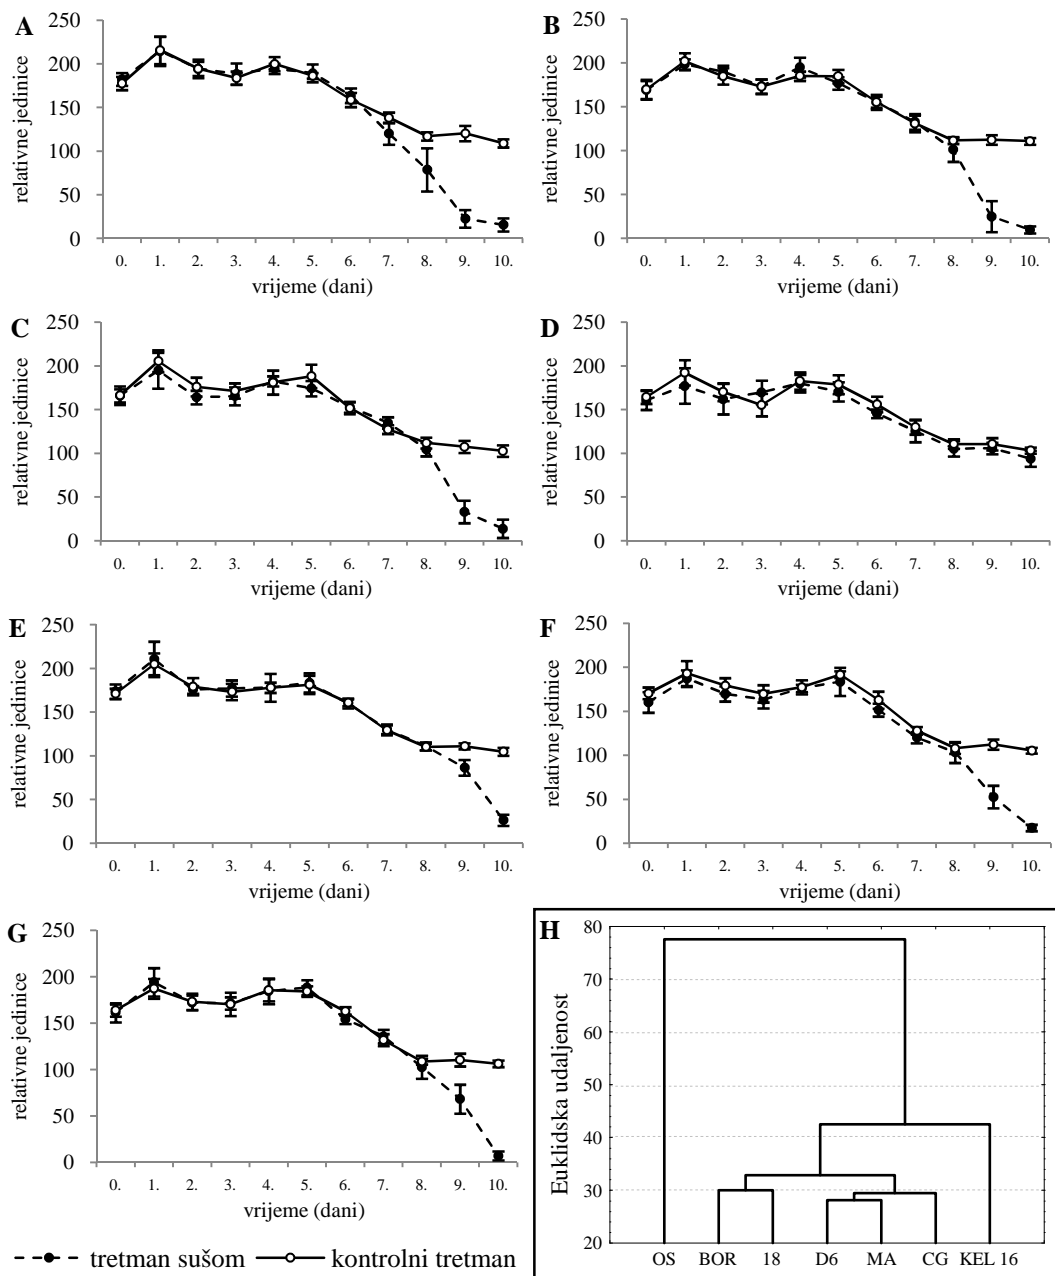 A
250
200
150
100
50
0
relativne jedinice
0. 1. 2. 3. 4. 5. 6. 7. 8. 9. 10.
vrijeme (dani)
B
250
200
150
100
50
0
relativne jedinice
0. 1. 2. 3. 4. 5. 6. 7. 8. 9. 10.
vrijeme (dani)
C
250
200
150
100
50
0
relativne jedinice
0. 1. 2. 3. 4. 5. 6. 7. 8. 9. 10.
vrijeme (dani)
D
250
200
150
100
50
0
relativne jedinice
0. 1. 2. 3. 4. 5. 6. 7. 8. 9. 10.
vrijeme (dani)
E
250
200
150
100
50
0
relativne jedinice
0. 1. 2. 3. 4. 5. 6. 7. 8. 9. 10.
vrijeme (dani)
F
250
200
150
100
50
0
relativne jedinice
0. 1. 2. 3. 4. 5. 6. 7. 8. 9. 10.
vrijeme (dani)
G
250
200
150
100
50
0
relativne jedinice
0. 1. 2. 3. 4. 5. 6. 7. 8. 9. 10.
vrijeme (dani)
H
80
70
60
50
40
30
20
Euklidska udaljenost
OS BOR 18 D6 MA CG KEL 16
tretman sušom kontrolni tretman